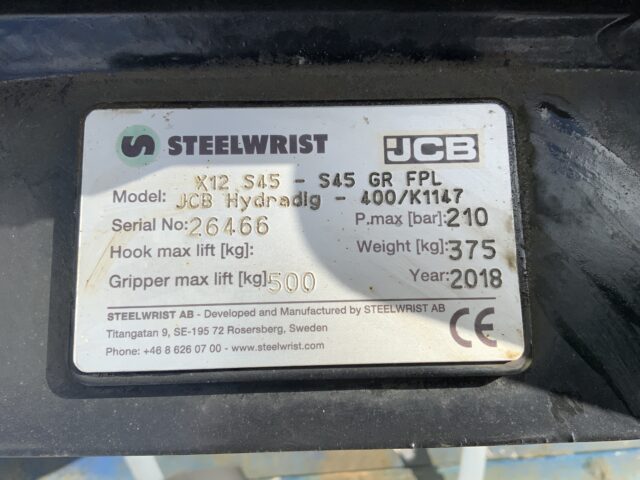 STEELWRIST JCB
X12 S45 - S45 GR FPL
Model: JCB Hydradig - 400/K1147
Serial No: 26466 P.max [bar]: 210
Hook max lift [kg]: Weight [kg]: 375
Gripper max lift [kg]: 500 Year: 2018
STEELWRIST AB - Developed and Manufactured by STEELWRIST AB
Titangatan 9, SE-195 72 Rosersberg, Sweden
Phone: +46 8 626 07 00 - www.steelwrist.com
CE